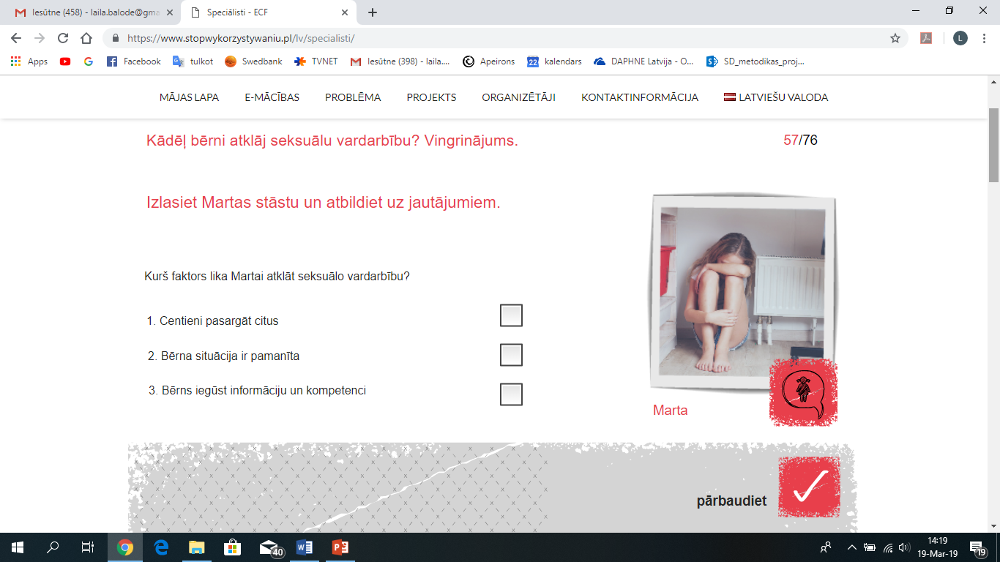 Iesūtne (458) - laila.balode@gma
Speciālisti - ECF
https://www.stopwykorzystywaniu.pl/lv/specialisti/
L
Apps
Facebook
tulkot
Swedbank
TVNET
Iesūtne (398) - laila....
Apeirons
22
kalendars
DAPHNE Latvija - O...
SD_metodikas_proj...
MĀJAS LAPA
E-MĀCĪBAS
PROBLĒMA
PROJEKTS
ORGANIZĒTĀJI
KONTAKTINFORMĀCIJA
LATVIEŠU VALODA
Kādēļ bērni atklāj seksuālu vardarbību? Vingrinājums.
57/76
Izlasiet Martas stāstu un atbildiet uz jautājumiem.
Kurš faktors lika Martai atklāt seksuālo vardarbību?
1. Centieni pasargāt citus
2. Bērna situācija ir pamanīta
3. Bērns iegūst informāciju un kompetenci
Marta
pārbaudiet
40
14:19
19-Mar-19
19